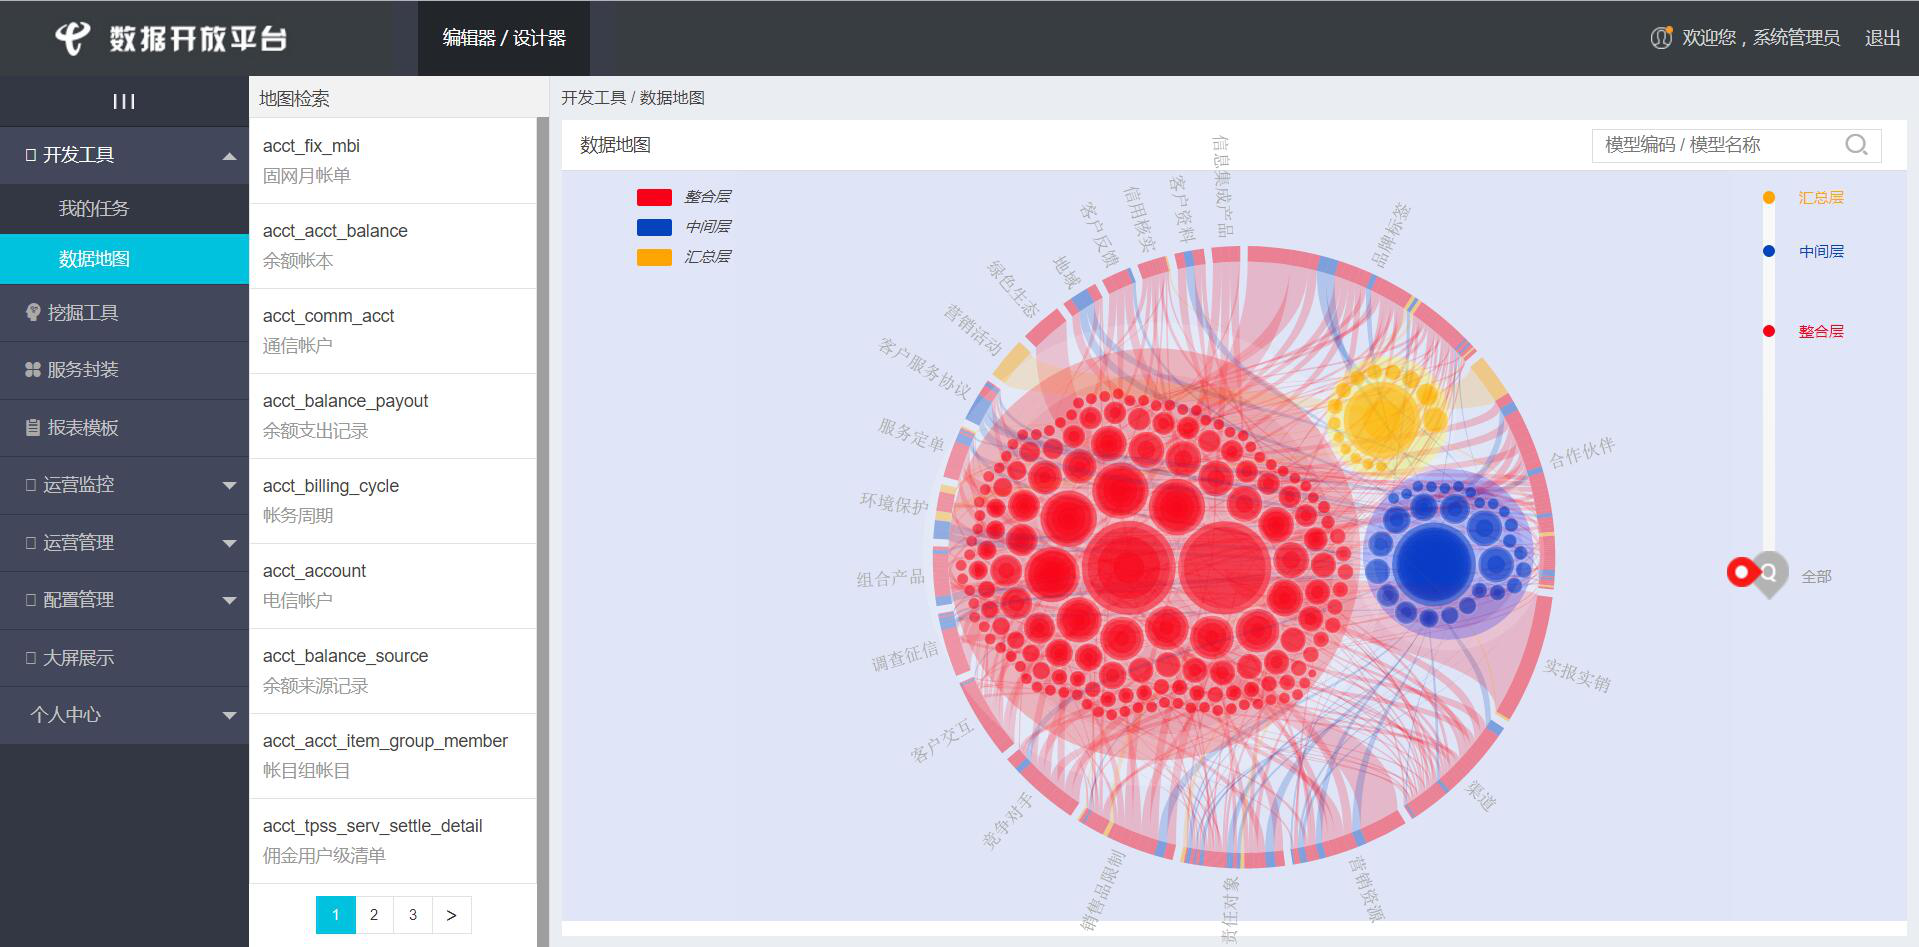 数据开放平台
编辑器 / 设计器
欢迎您，系统管理员
退出
开发工具
我的任务
数据地图
挖掘工具
服务封装
报表模板
运营监控
运营管理
配置管理
大屏展示
个人中心
地图检索
acct_fix_mbi
固网月帐单
acct_acct_balance
余额帐本
acct_comm_acct
通信帐户
acct_balance_payout
余额支出记录
acct_billing_cycle
帐务周期
acct_account
电信帐户
acct_balance_source
余额来源记录
acct_acct_item_group_member
帐目组帐目
acct_tpss_serv_settle_detail
佣金用户级清单
1 2 3 >
开发工具 / 数据地图
数据地图
模型编码 / 模型名称
整合层
中间层
汇总层
信息集成产品
客户资料
信用核实
客户反馈
地域
绿色生态
营销活动
客户服务协议
服务定单
环境保护
组合产品
调查征信
客户交互
竞争对手
销售品限制
责任对象
营销资源
渠道
实报实销
合作伙伴
品牌标签
汇总层
中间层
整合层
全部